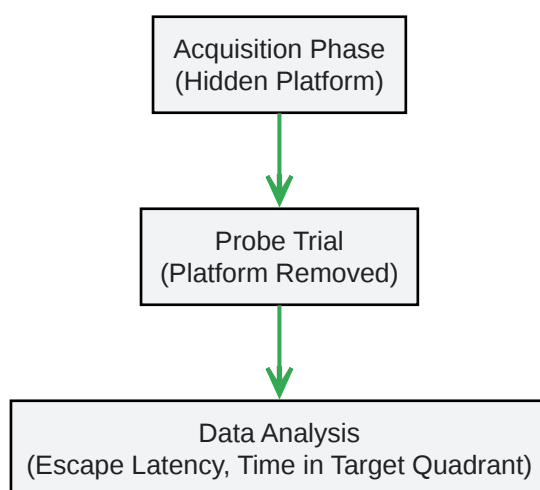 Acquisition Phase
(Hidden Platform)
Probe Trial
(Platform Removed)
Data Analysis
(Escape Latency, Time in Target Quadrant)